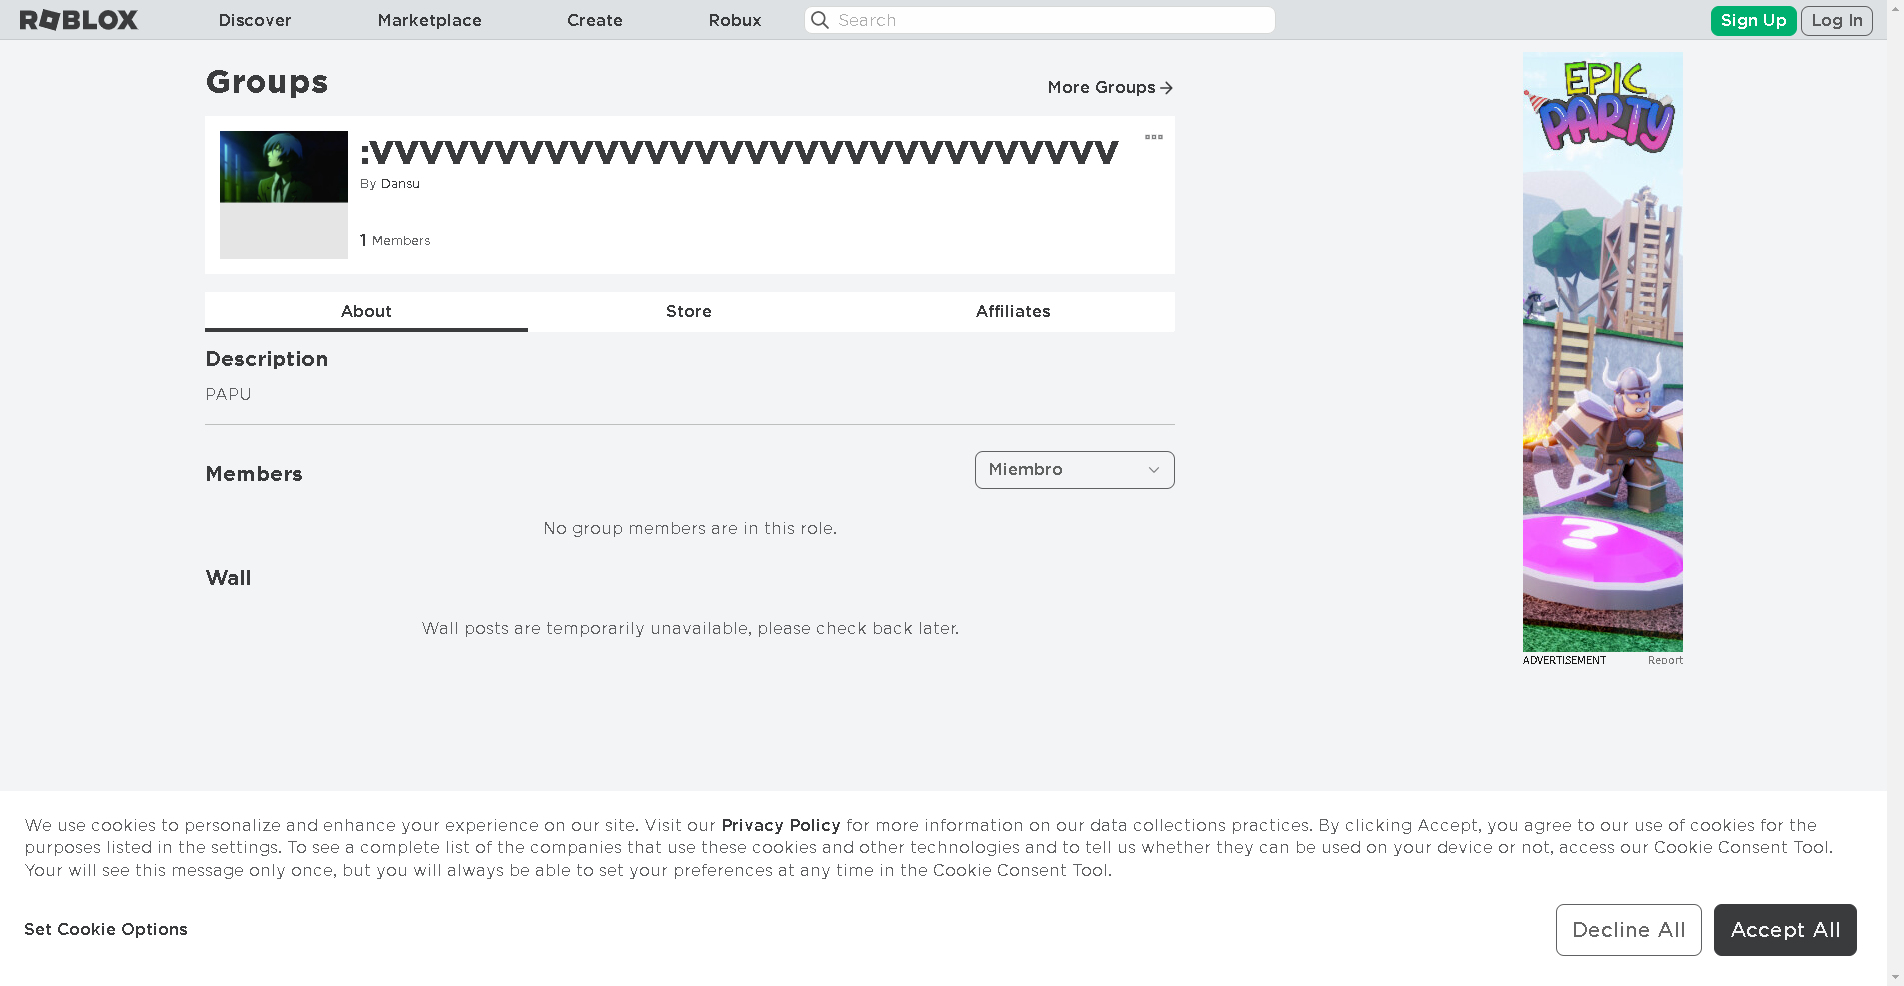 ROBLOX
Discover
Marketplace
Create
Robux
Search
Sign Up
Log In
Groups
More Groups
:VVVVVVVVVVVVVVVVVVVVVVVVVVVVVV
By Dansu
1 Members
About
Store
Affiliates
Description
PAPU
Members
Miembro
No group members are in this role.
Wall
Wall posts are temporarily unavailable, please check back later.
EPIC
PARTY
?
ADVERTISEMENT
Report
We use cookies to personalize and enhance your experience on our site. Visit our Privacy Policy for more information on our data collections practices. By clicking Accept, you agree to our use of cookies for the
purposes listed in the settings. To see a complete list of the companies that use these cookies and other technologies and to tell us whether they can be used on your device or not, access our Cookie Consent Tool.
Your will see this message only once, but you will always be able to set your preferences at any time in the Cookie Consent Tool.
Set Cookie Options
Decline All
Accept All